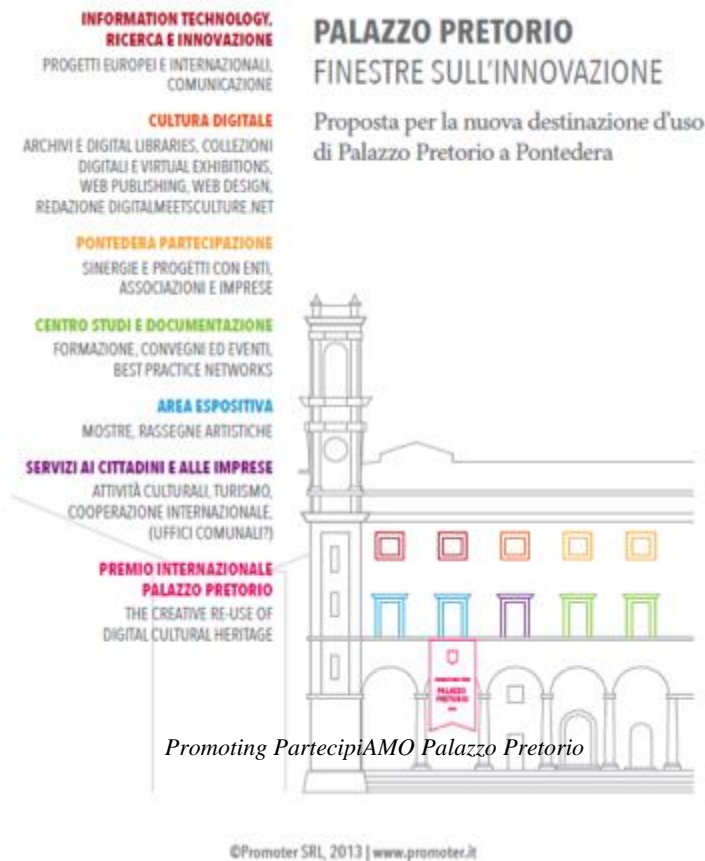 INFORMATION TECHNOLOGY,
RICERCA E INNOVAZIONE
PROGETTI EUROPEI E INTERNAZIONALI,
COMUNICAZIONE
CULTURA DIGITALE
ARCHIVI E DIGITAL LIBRARIES, COLLEZIONI
DIGITALI E VIRTUAL EXHIBITIONS,
WEB PUBLISHING, WEB DESIGN,
REDAZIONE DIGITALMEETSCULTURE.NET
PONTEDERA PARTECIPAZIONE
SINERGIE E PROGETTI CON ENTI,
ASSOCIAZIONI E IMPRESE
CENTRO STUDI E DOCUMENTAZIONE
FORMAZIONE, CONVEGNI ED EVENTI,
BEST PRACTICE NETWORKS
AREA ESPOSITIVA
MOSTRE, RASSEGNE ARTISTICHE
SERVIZI AI CITTADINI E ALLE IMPRESE
ATTIVITÀ CULTURALI, TURISMO,
COOPERAZIONE INTERNAZIONALE,
(UFFICI COMUNALI?)
PREMIO INTERNAZIONALE
PALAZZO PRETORIO
THE CREATIVE RE-USE OF
DIGITAL CULTURAL HERITAGE
PALAZZO PRETORIO
FINESTRE SULL'INNOVAZIONE
Proposta per la nuova destinazione d'uso
di Palazzo Pretorio a Pontedera
PALAZZO
PRETORIO
Promoting PartecipiAMO Palazzo Pretorio
©Promoter SRL, 2013 | www.promoter.it